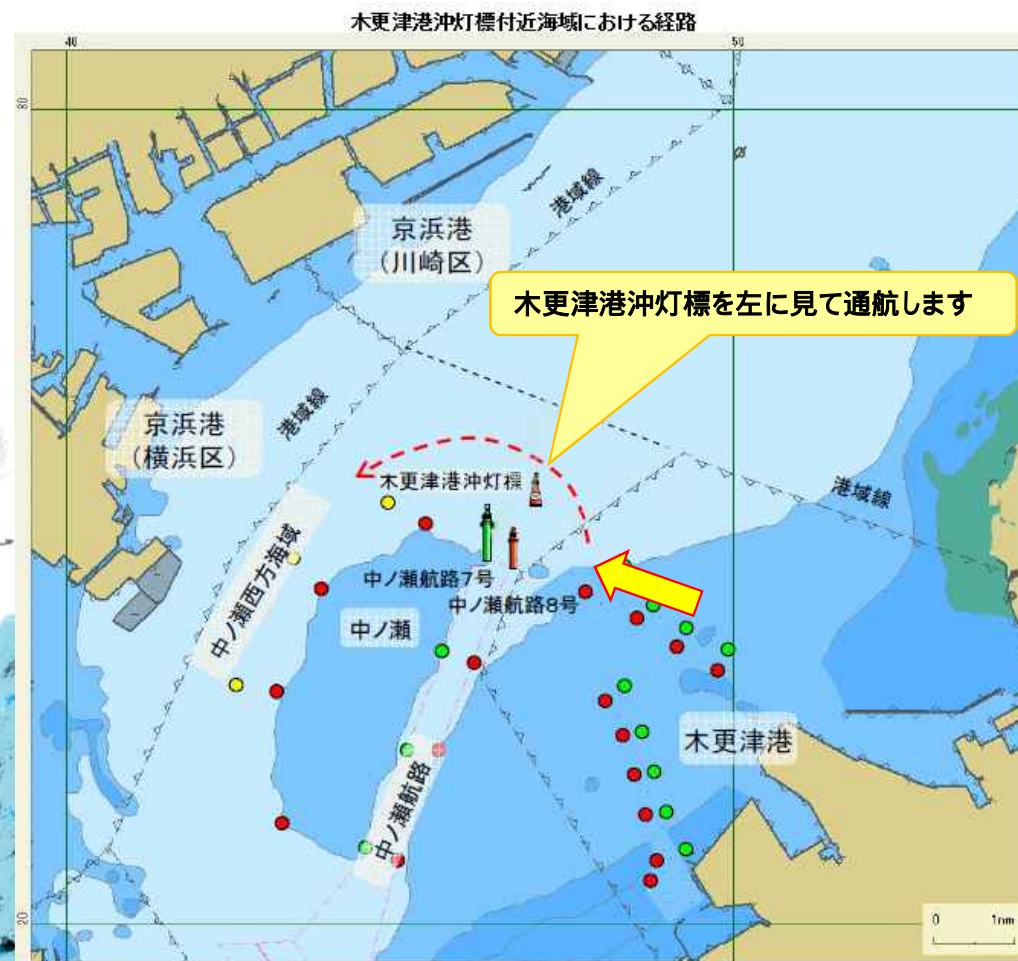 木更津港沖灯標付近海域における経路
40
50
80
港域線
京浜港
（川崎区）
木更津港沖灯標を左に見て通航します
港域線
京浜港
（横浜区）
木更津港沖灯標
港域線
中ノ瀬西方海域
中ノ瀬航路7号
中ノ瀬航路8号
中ノ瀬
木更津港
中ノ瀬航路
20
0 1nm